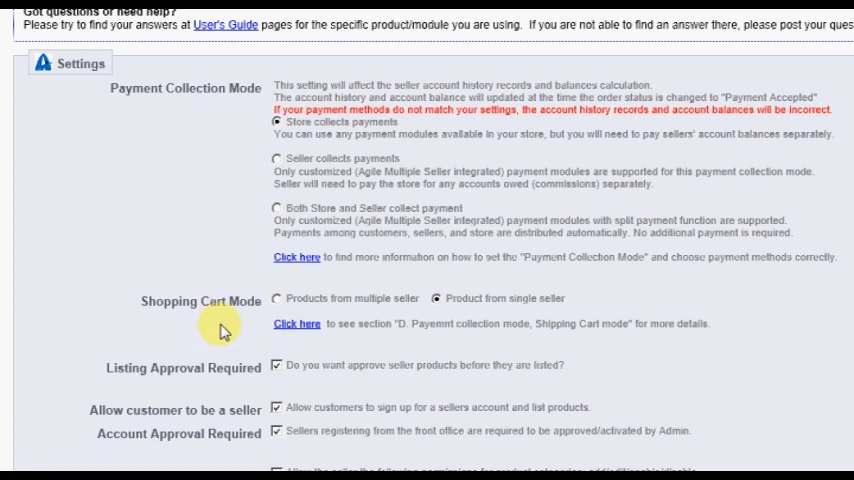 Got questions or need help?
Please try to find your answers at User's Guide pages for the specific product/module you are using. If you are not able to find an answer there, please post your ques
Settings
Payment Collection Mode
This setting will affect the seller account history records and balances calculation.
The account history and account balance will updated at the time the order status is changed to "Payment Accepted"
If your payment methods do not match your settings, the account history records and account balances will be incorrect.
Store collects payments
You can use any payment modules available in your store, but you will need to pay sellers' account balances separately.
Seller collects payments
Only customized (Agile Multiple Seller integrated) payment modules are supported for this payment collection mode.
Seller will need to pay the store for any accounts owed (commissions) separately.
Both Store and Seller collect payment
Only customized (Agile Multiple Seller integrated) payment modules with split payment function are supported.
Payments among customers, sellers, and store are distributed automatically. No additional payment is required.
Click here to find more information on how to set the "Payment Collection Mode" and choose payment methods correctly.
Shopping Cart Mode Products from multiple seller Product from single seller
Click here to see section "D. Payemnt collection mode, Shipping Cart mode" for more details.
Listing Approval Required Do you want approve seller products before they are listed?
Allow customer to be a seller Allow customers to sign up for a sellers account and list products.
Account Approval Required Sellers registering from the front office are required to be approved/activated by Admin.
Allow the seller the following permissions for product categories: add/edit/enable/disable